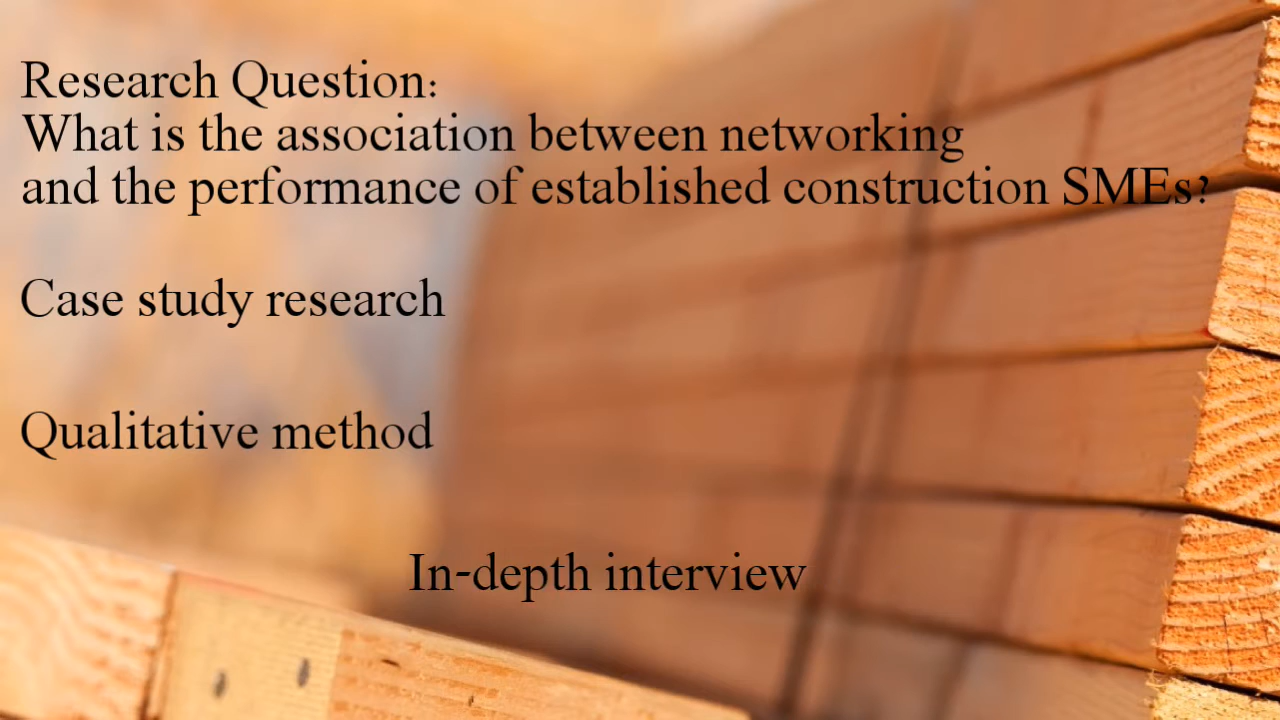 Research Question:
What is the association between networking
and the performance of established construction SMEs?
Case study research
Qualitative method
In-depth interview